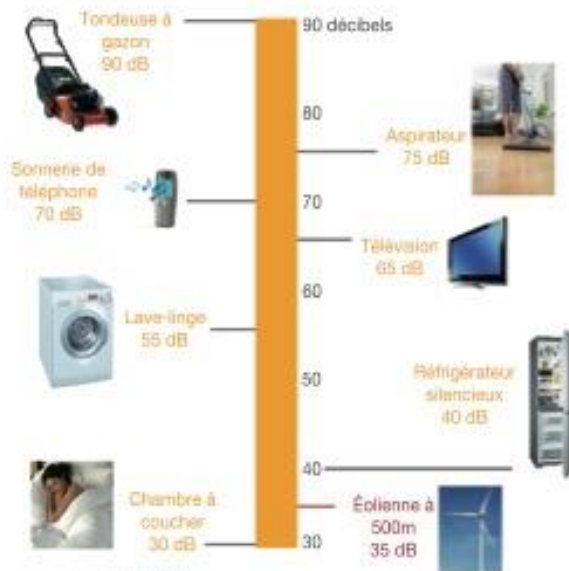 Tondeuse à
gazon
90 dB
90 décibels
80
Aspirateur
75 dB
Sonnerie de
téléphone
70 dB
70
Télévision
65 dB
60
Lave-linge
55 dB
50
Réfrigérateur
silencieux
40 dB
40
Chambre à
coucher
30 dB
Éolienne à
500m
35 dB
30